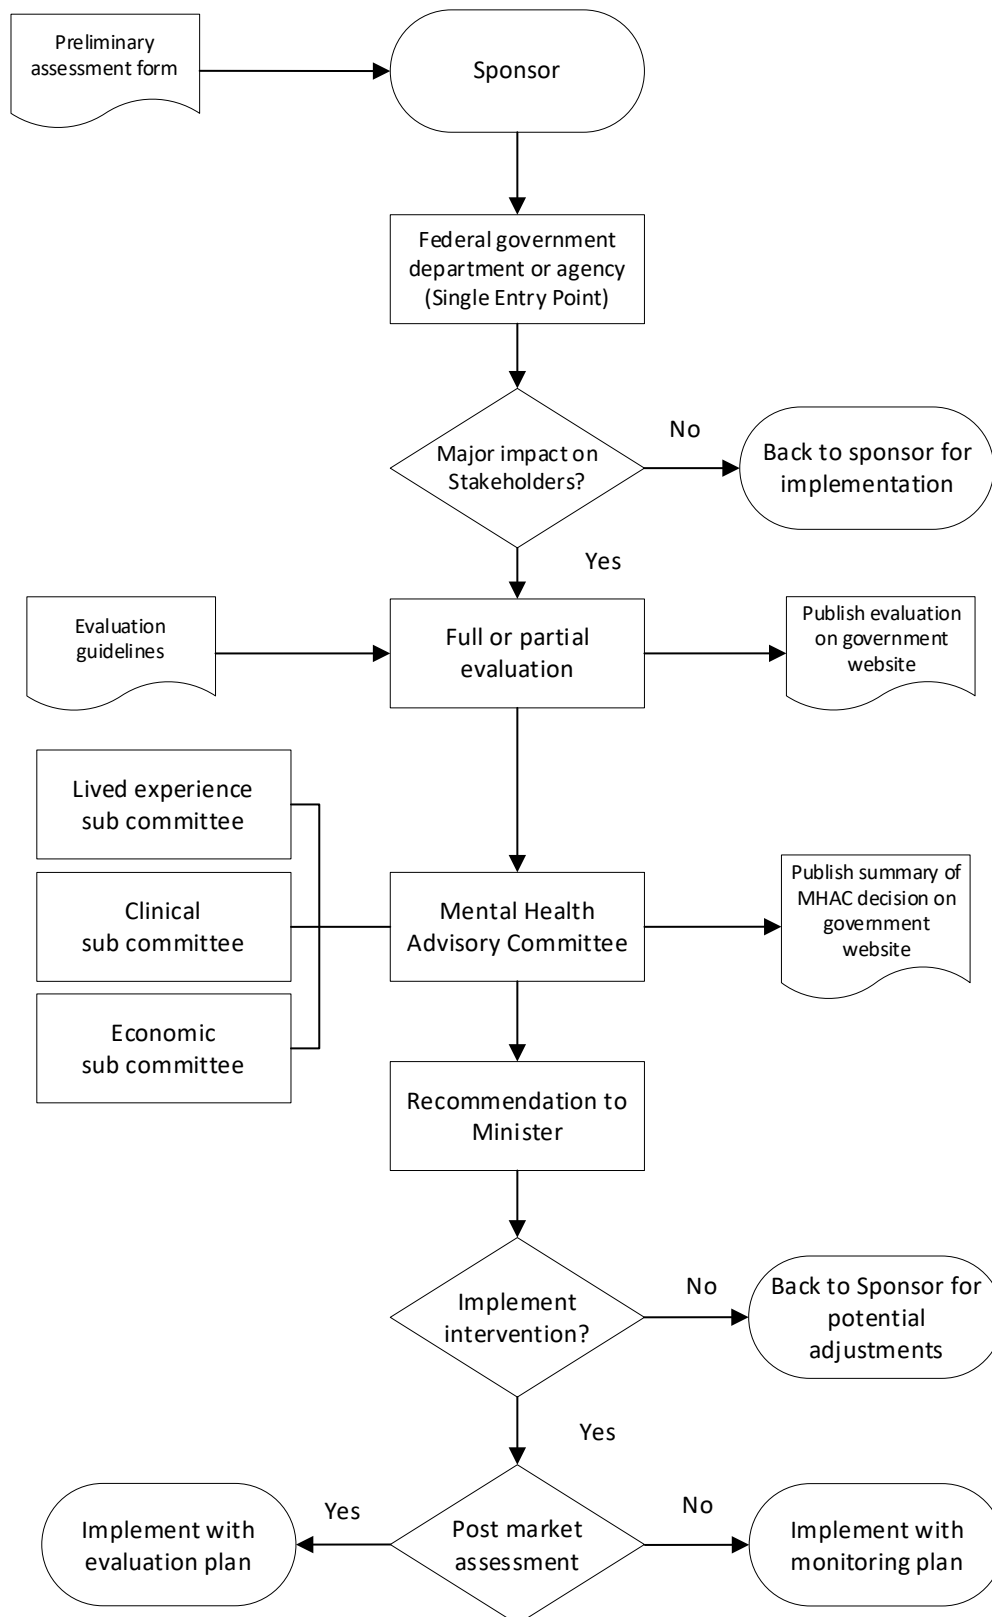 Preliminary
assessment form
Sponsor
Federal government
department or agency
(Single Entry Point)
Major impact on
Stakeholders?
No
Back to sponsor for
implementation
Yes
Evaluation
guidelines
Full or partial
evaluation
Publish evaluation
on government
website
Lived experience
sub committee
Clinical
sub committee
Economic
sub committee
Mental Health
Advisory Committee
Publish summary of
MHAC decision on
government
website
Recommendation to
Minister
Implement
intervention?
No
Back to Sponsor for
potential
adjustments
Yes
Post market
assessment
Yes
Implement with
evaluation plan
No
Implement with
monitoring plan